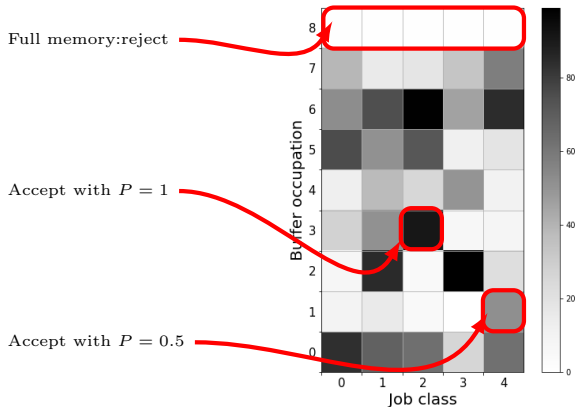 Full memory:reject
Accept with P = 1
Accept with P = 0.5
Buffer occupation
8
7
6
5
4
3
2
1
0
0 1 2 3 4
Job class
80
60
40
20
0